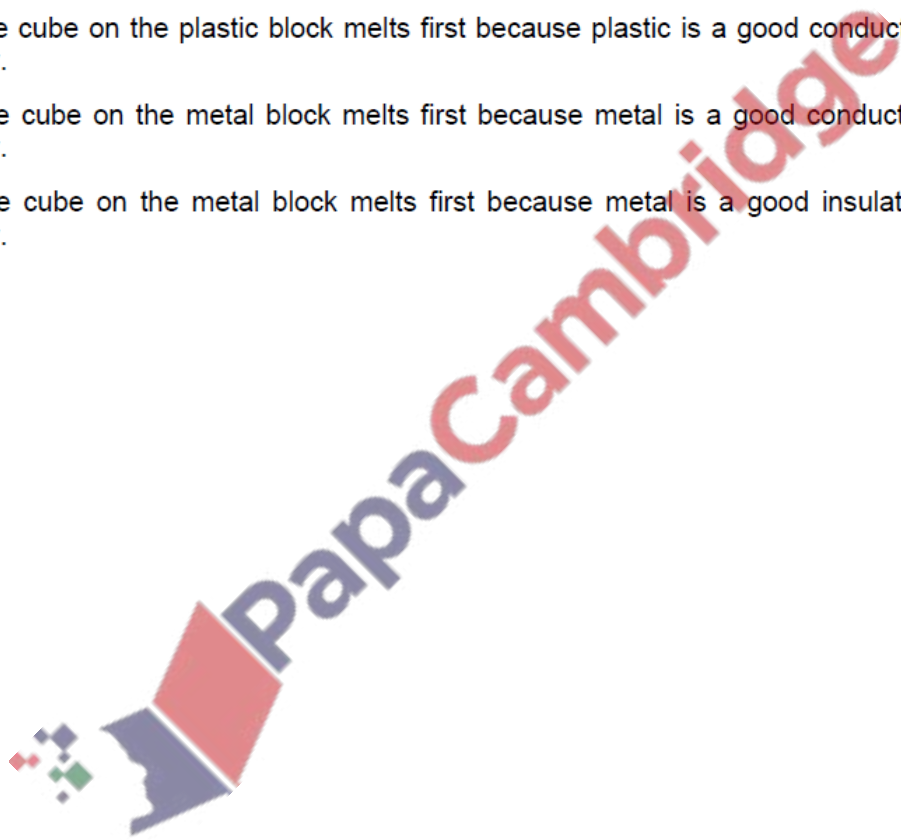 e cube on the plastic block melts first because plastic is a good conduct
.
e cube on the metal block melts first because metal is a good conduct
.
e cube on the metal block melts first because metal is a good insulat
.
PapaCambridge